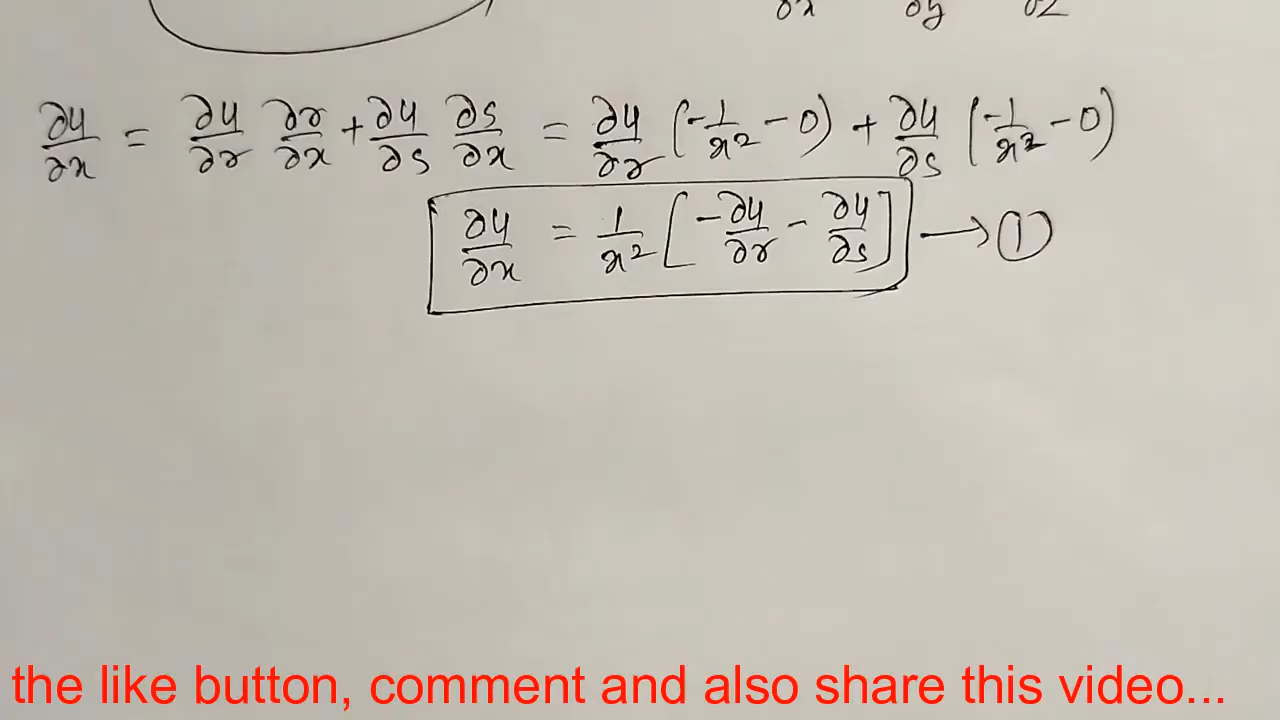 ∂x ∂y ∂z
∂u/∂x = ∂u/∂r ∂r/∂x + ∂u/∂s ∂s/∂x = ∂u/∂r (-1/x² - 0) + ∂u/∂s (-1/x² - 0)
∂u/∂x = 1/x² [-∂u/∂r - ∂u/∂s] → ①
the like button, comment and also share this video...